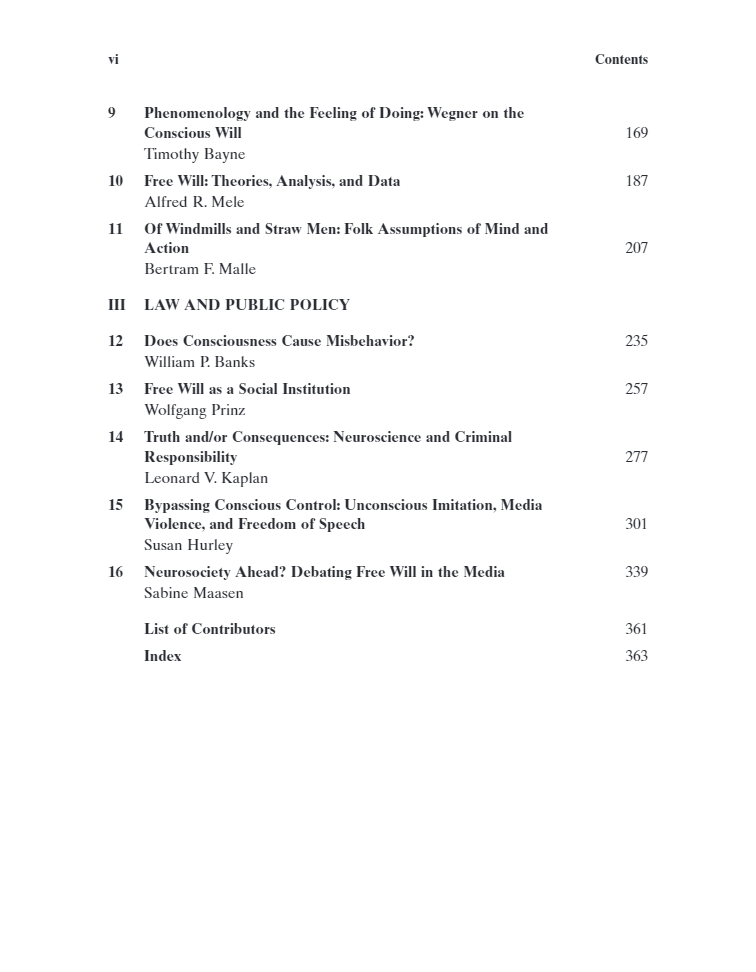 vi Contents
9 Phenomenology and the Feeling of Doing: Wegner on the
Conscious Will 169
Timothy Bayne
10 Free Will: Theories, Analysis, and Data 187
Alfred R. Mele
11 Of Windmills and Straw Men: Folk Assumptions of Mind and
Action 207
Bertram F. Malle
III LAW AND PUBLIC POLICY
12 Does Consciousness Cause Misbehavior? 235
William P. Banks
13 Free Will as a Social Institution 257
Wolfgang Prinz
14 Truth and/or Consequences: Neuroscience and Criminal
Responsibility 277
Leonard V. Kaplan
15 Bypassing Conscious Control: Unconscious Imitation, Media
Violence, and Freedom of Speech 301
Susan Hurley
16 Neurosociety Ahead? Debating Free Will in the Media 339
Sabine Maasen
List of Contributors 361
Index 363